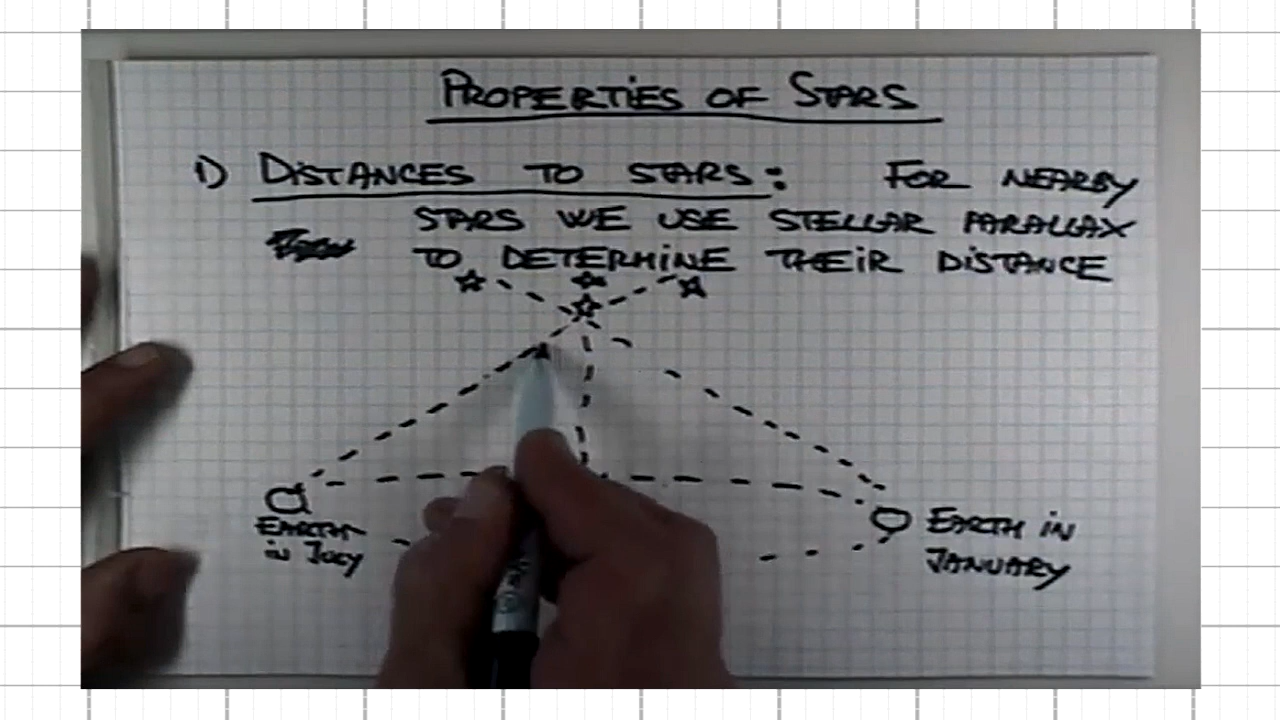 PROPERTIES OF STARS
1) DISTANCES TO STARS: FOR NEARBY
STARS WE USE STELLAR PARALLAX
TO DETERMINE THEIR DISTANCE
EARTH
IN JULY
EARTH IN
JANUARY